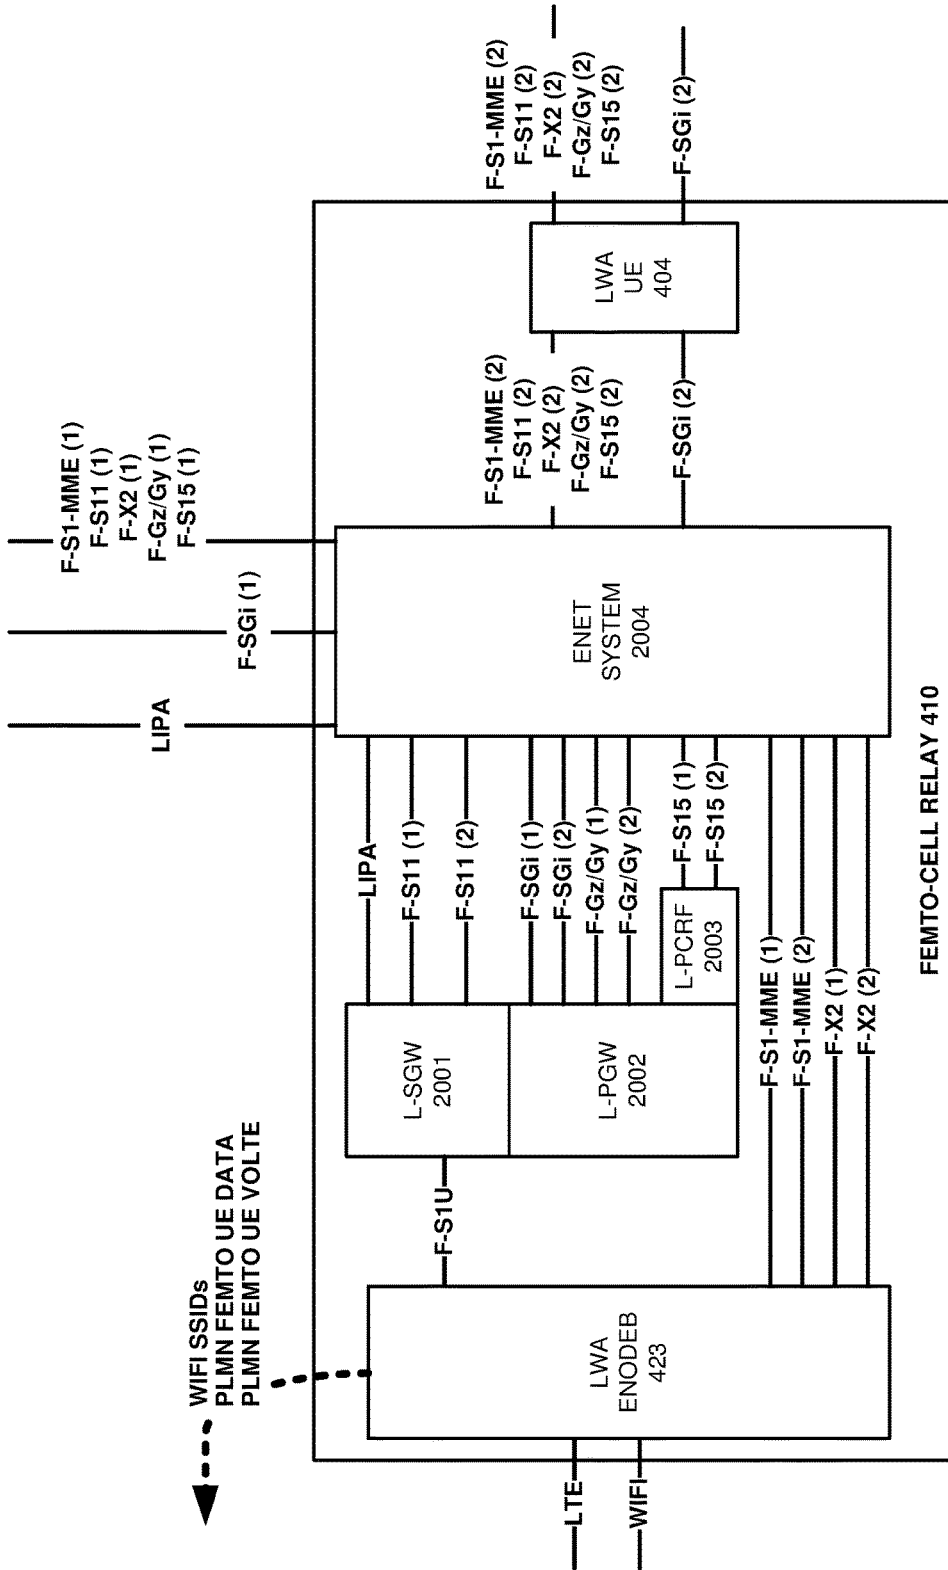 WIFI SSIDs
PLMN FEMTO UE DATA
PLMN FEMTO UE VOLTE
LTE
WIFI
LWA
ENODEB
423
F-S1U
L-SGW
2001
L-PGW
2002
L-PCRF
2003
LIPA
F-S11 (1)
F-S11 (2)
F-SGi (1)
F-SGi (2)
F-Gz/Gy (1)
F-Gz/Gy (2)
F-S15 (1)
F-S15 (2)
F-S1-MME (1)
F-S1-MME (2)
F-X2 (1)
F-X2 (2)
ENET
SYSTEM
2004
LIPA
F-SGi (1)
F-S1-MME (1)
F-S11 (1)
F-X2 (1)
F-Gz/Gy (1)
F-S15 (1)
F-S1-MME (2)
F-S11 (2)
F-X2 (2)
F-Gz/Gy (2)
F-S15 (2)
F-SGi (2)
LWA
UE
404
F-S1-MME (2)
F-S11 (2)
F-X2 (2)
F-Gz/Gy (2)
F-S15 (2)
F-SGi (2)
FEMTO-CELL RELAY 410